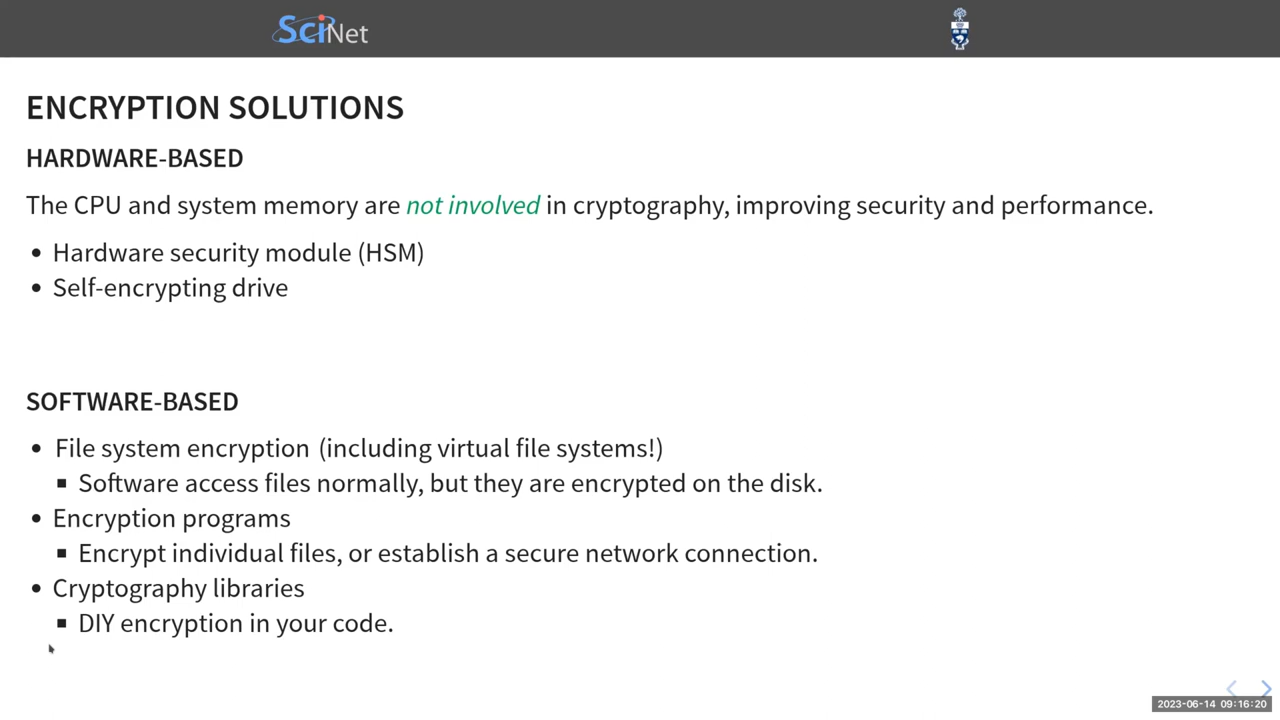 SciNet
ENCRYPTION SOLUTIONS
HARDWARE-BASED
The CPU and system memory are not involved in cryptography, improving security and performance.
• Hardware security module (HSM)
• Self-encrypting drive
SOFTWARE-BASED
• File system encryption (including virtual file systems!)
▪ Software access files normally, but they are encrypted on the disk.
• Encryption programs
▪ Encrypt individual files, or establish a secure network connection.
• Cryptography libraries
▪ DIY encryption in your code.
2023-06-14 09:16:20